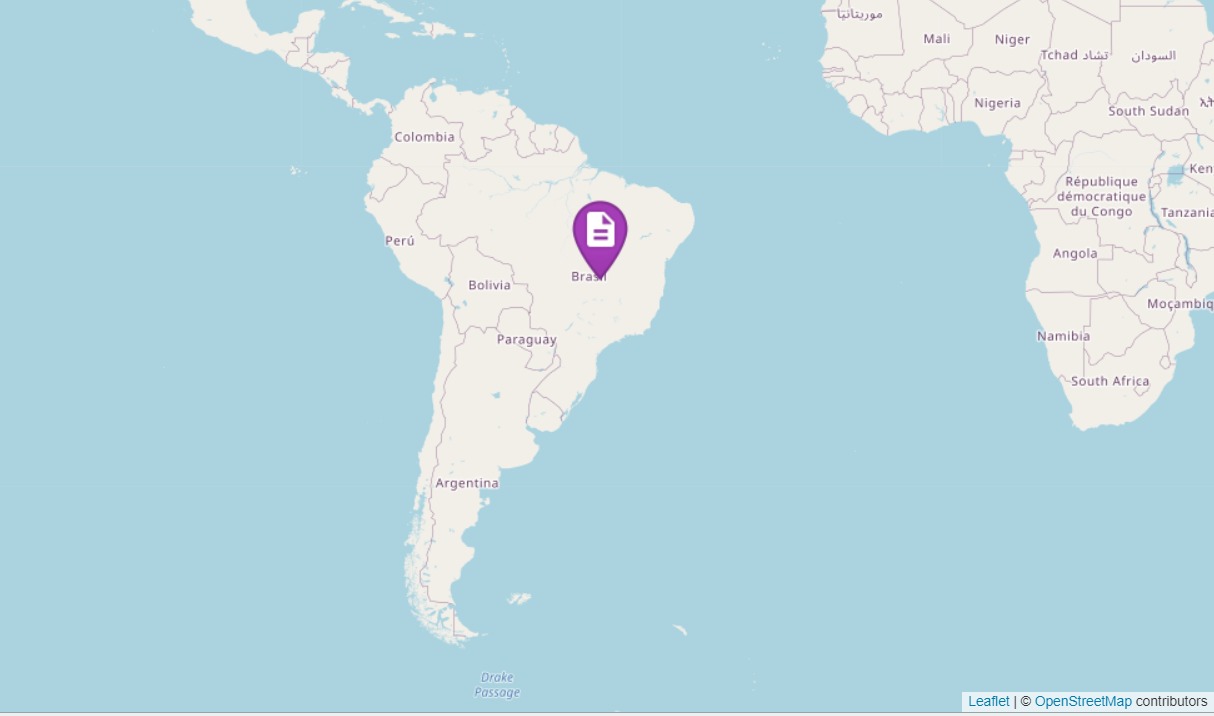 موريتانيا
Mali
Niger
Tchad تشاد
السودان
Nigeria
South Sudan
Colombia
Ken
République
démocratique
du Congo
Tanzania
Perú
Angola
Brasil
Bolivia
Moçambiq
Paraguay
Namibia
South Africa
Argentina
Drake
Passage
Leaflet | © OpenStreetMap contributors